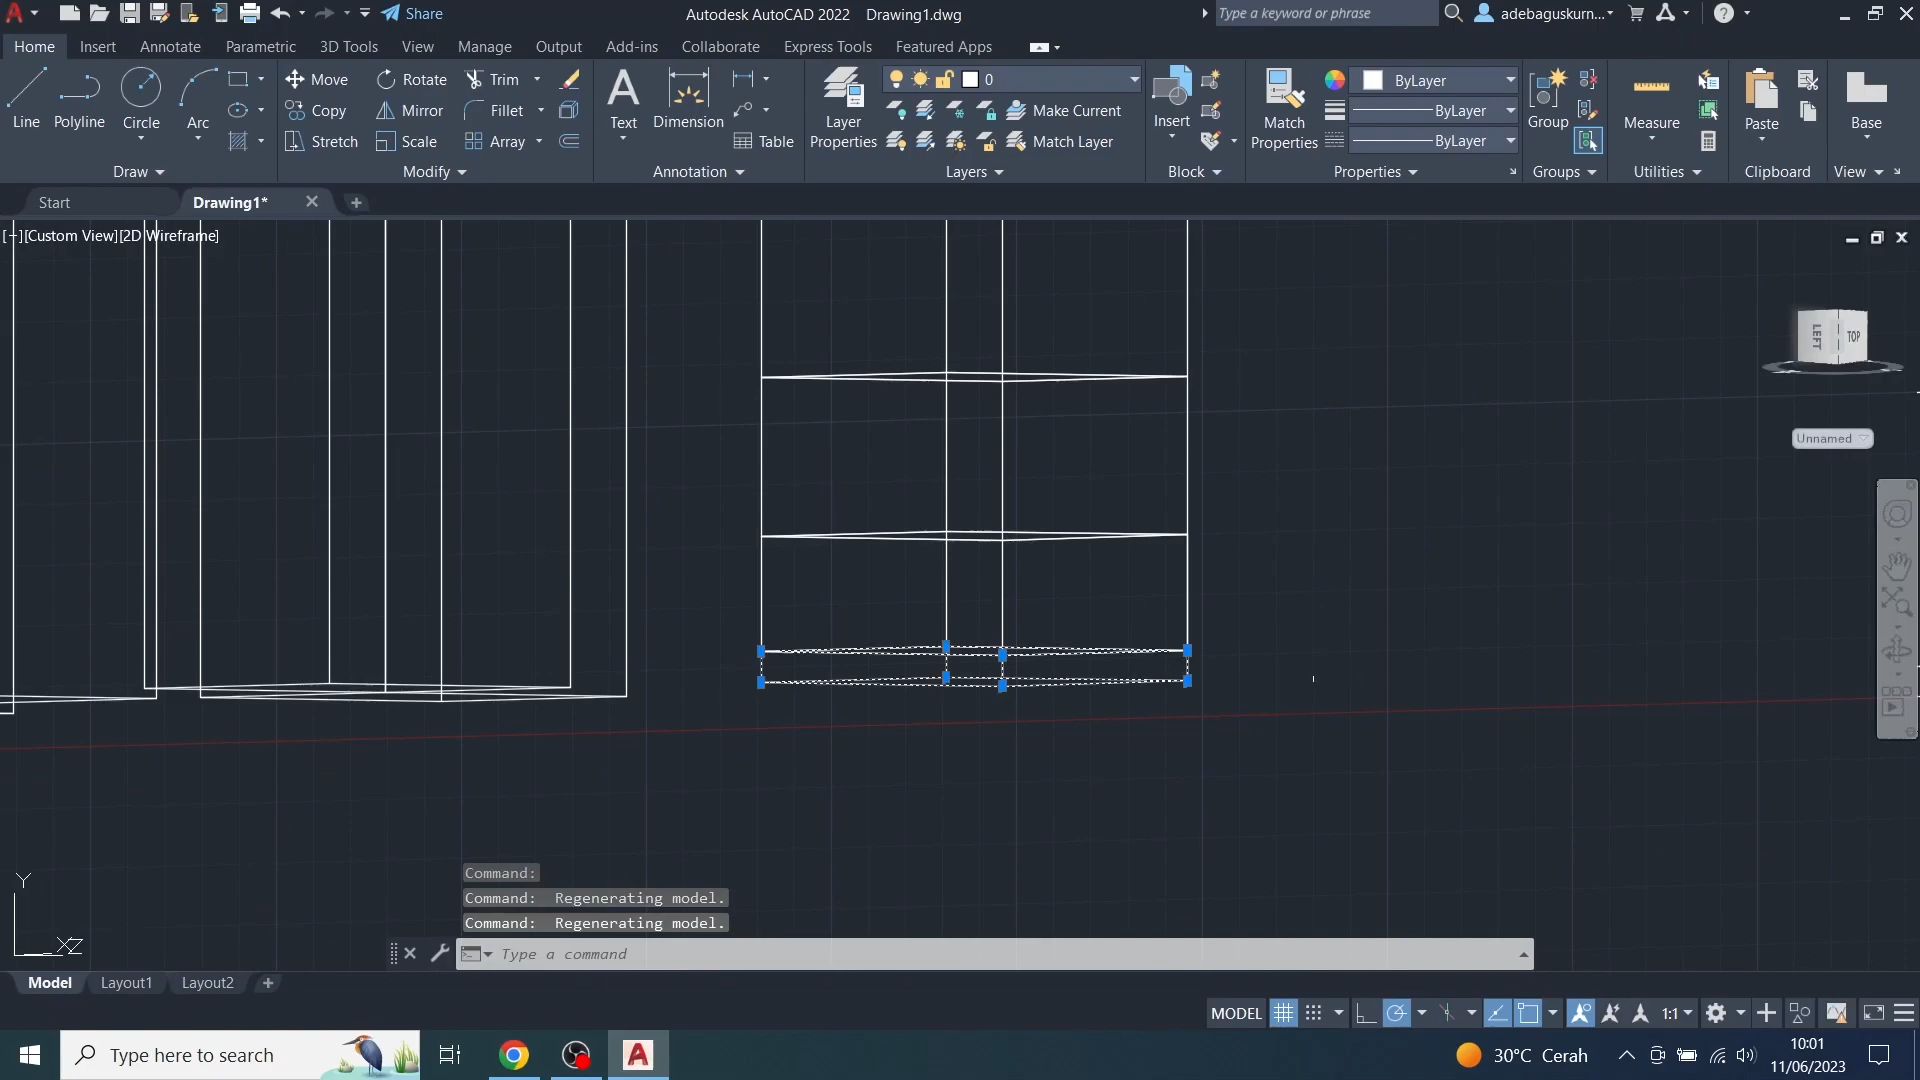 Share
Autodesk AutoCAD 2022 Drawing1.dwg
Type a keyword or phrase
adebaguskurn...
Home Insert Annotate Parametric 3D Tools View Manage Output Add-ins Collaborate Express Tools Featured Apps
Line
Polyline
Circle
Arc
Move
Copy
Stretch
Rotate
Mirror
Scale
Trim
Fillet
Array
Text
Dimension
Table
Layer
Properties
0
Make Current
Match Layer
Insert
Match
Properties
ByLayer
ByLayer
ByLayer
Group
Measure
Paste
Base
Draw Modify Annotation Layers Block Properties Groups Utilities Clipboard View
Start Drawing1*
[−][Custom View][2D Wireframe]
LEFT
TOP
Unnamed
Y
X
Z
Command:
Command: Regenerating model.
Command: Regenerating model.
Type a command
Model Layout1 Layout2
MODEL
1:1
Type here to search
30°C Cerah
10:01
11/06/2023